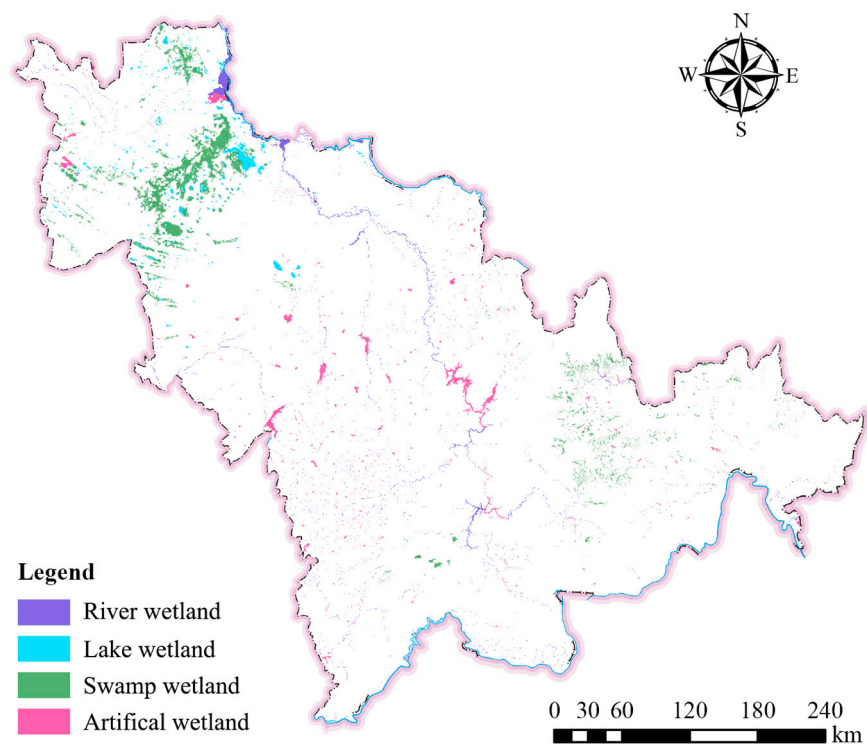 N
W E
S
Legend
River wetland
Lake wetland
Swamp wetland
Artifical wetland
0 30 60 120 180 240
km